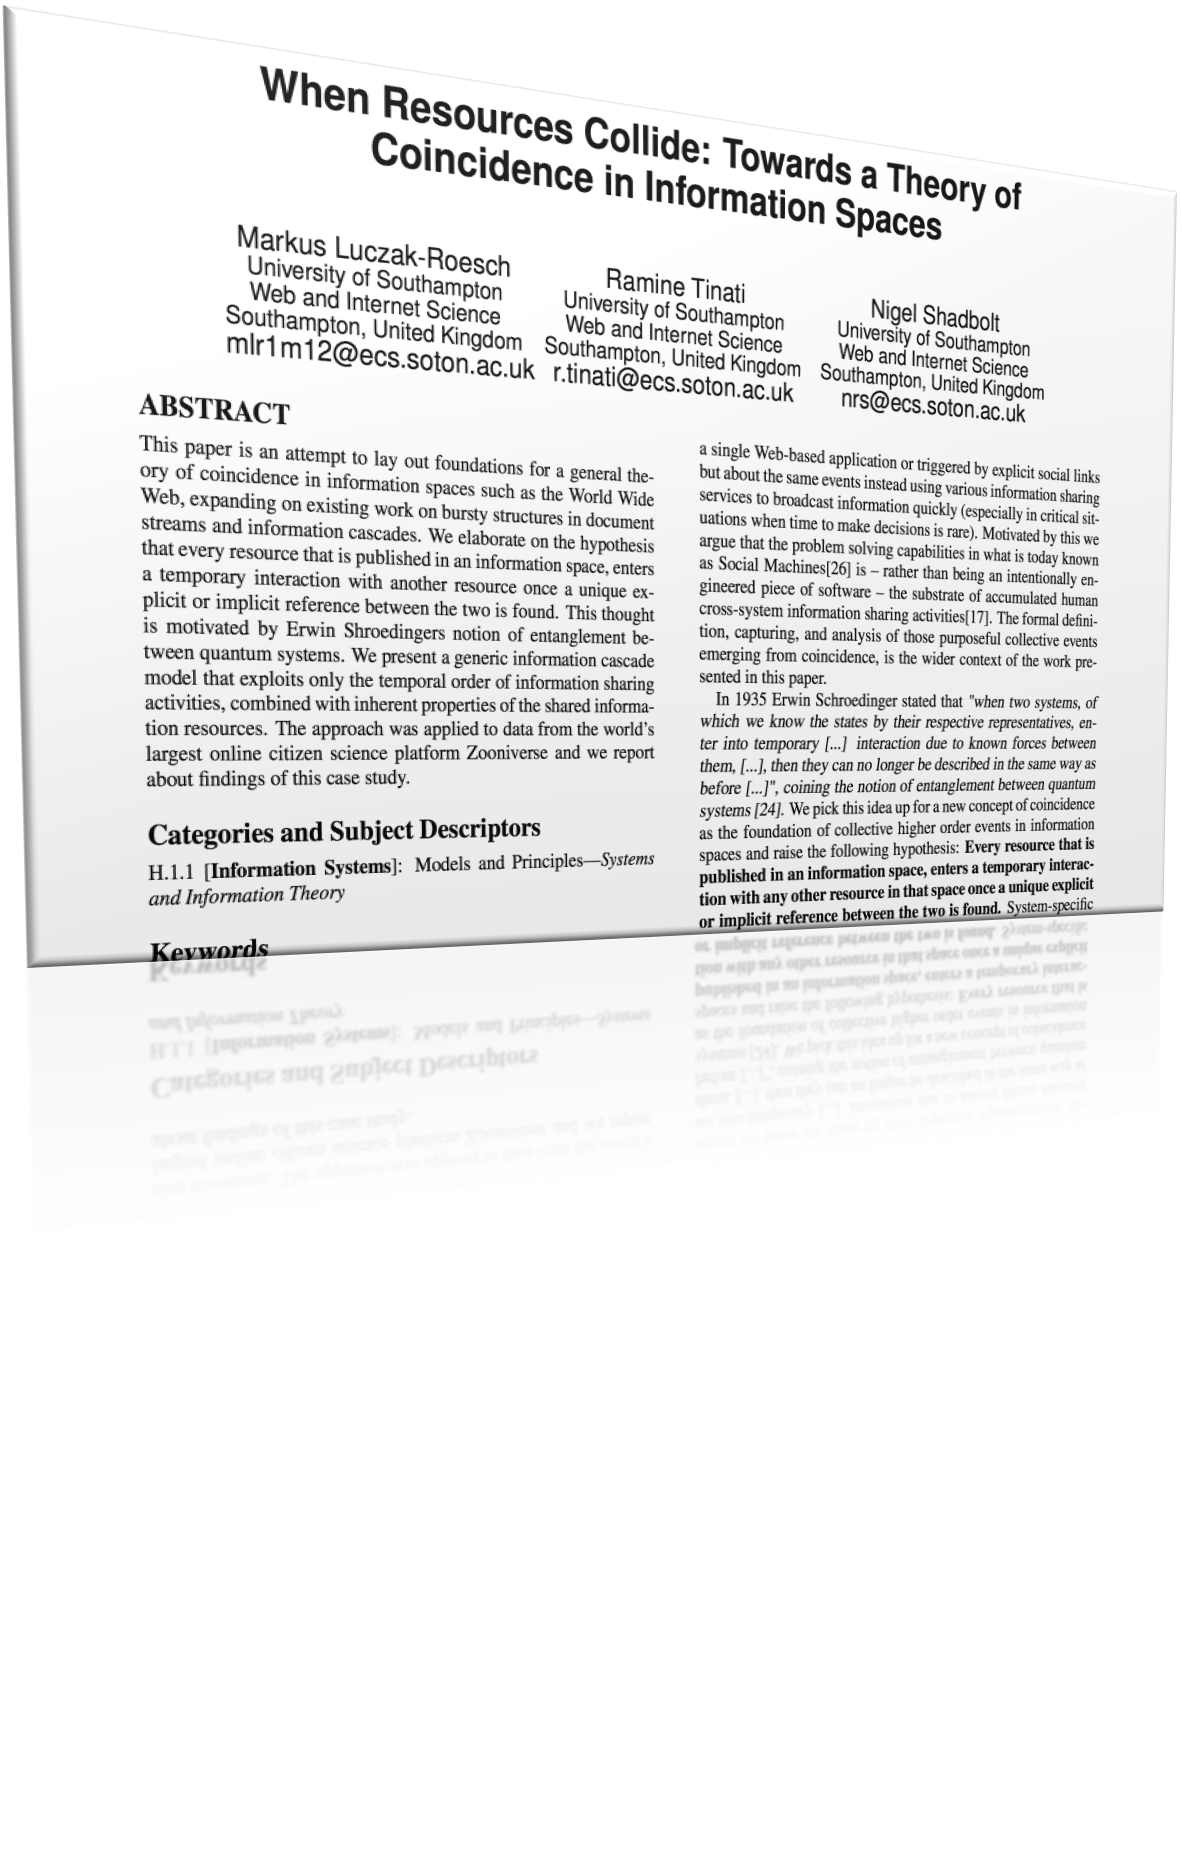 When Resources Collide: Towards a Theory of
Coincidence in Information Spaces
Markus Luczak-Roesch
University of Southampton
Web and Internet Science
Southampton, United Kingdom
mlr1m12@ecs.soton.ac.uk
Ramine Tinati
University of Southampton
Web and Internet Science
Southampton, United Kingdom
r.tinati@ecs.soton.ac.uk
Nigel Shadbolt
University of Southampton
Web and Internet Science
Southampton, United Kingdom
nrs@ecs.soton.ac.uk
ABSTRACT
This paper is an attempt to lay out foundations for a general the-
ory of coincidence in information spaces such as the World Wide
Web, expanding on existing work on bursty structures in document
streams and information cascades. We elaborate on the hypothesis
that every resource that is published in an information space, enters
a temporary interaction with another resource once a unique ex-
plicit or implicit reference between the two is found. This thought
is motivated by Erwin Shroedingers notion of entanglement be-
tween quantum systems. We present a generic information cascade
model that exploits only the temporal order of information sharing
activities, combined with inherent properties of the shared informa-
tion resources. The approach was applied to data from the world's
largest online citizen science platform Zooniverse and we report
about findings of this case study.
Categories and Subject Descriptors
H.1.1 [Information Systems]: Models and Principles—Systems
and Information Theory
Keywords
a single Web-based application or triggered by explicit social links
but about the same events instead using various information sharing
services to broadcast information quickly (especially in critical sit-
uations when time to make decisions is rare). Motivated by this we
argue that the problem solving capabilities in what is today known
as Social Machines[26] is – rather than being an intentionally en-
gineered piece of software – the substrate of accumulated human
cross-system information sharing activities[17]. The formal defini-
tion, capturing, and analysis of those purposeful collective events
emerging from coincidence, is the wider context of the work pre-
sented in this paper.
In 1935 Erwin Schroedinger stated that "when two systems, of
which we know the states by their respective representatives, en-
ter into temporary [...] interaction due to known forces between
them, [...], then they can no longer be described in the same way as
before [...]", coining the notion of entanglement between quantum
systems [24]. We pick this idea up for a new concept of coincidence
as the foundation of collective higher order events in information
spaces and raise the following hypothesis: Every resource that is
published in an information space, enters a temporary interac-
tion with any other resource in that space once a unique explicit
or implicit reference between the two is found. System-specific